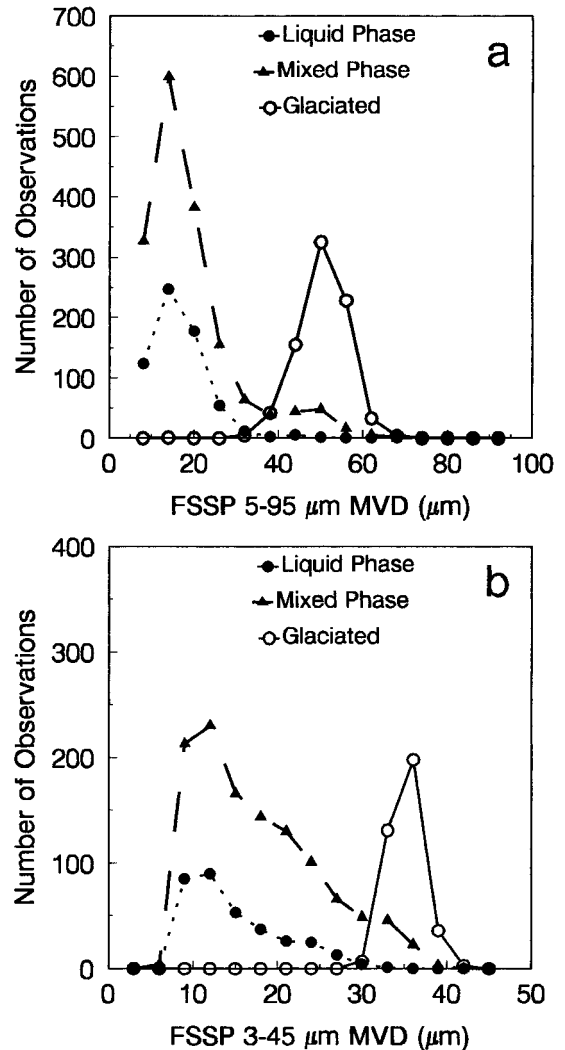 700
600
500
400
300
200
100
0
Number of Observations
Liquid Phase
Mixed Phase
Glaciated
a
0 20 40 60 80 100
FSSP 5-95 μm MVD (μm)
400
300
200
100
0
Number of Observations
Liquid Phase
Mixed Phase
Glaciated
b
0 10 20 30 40 50
FSSP 3-45 μm MVD (μm)